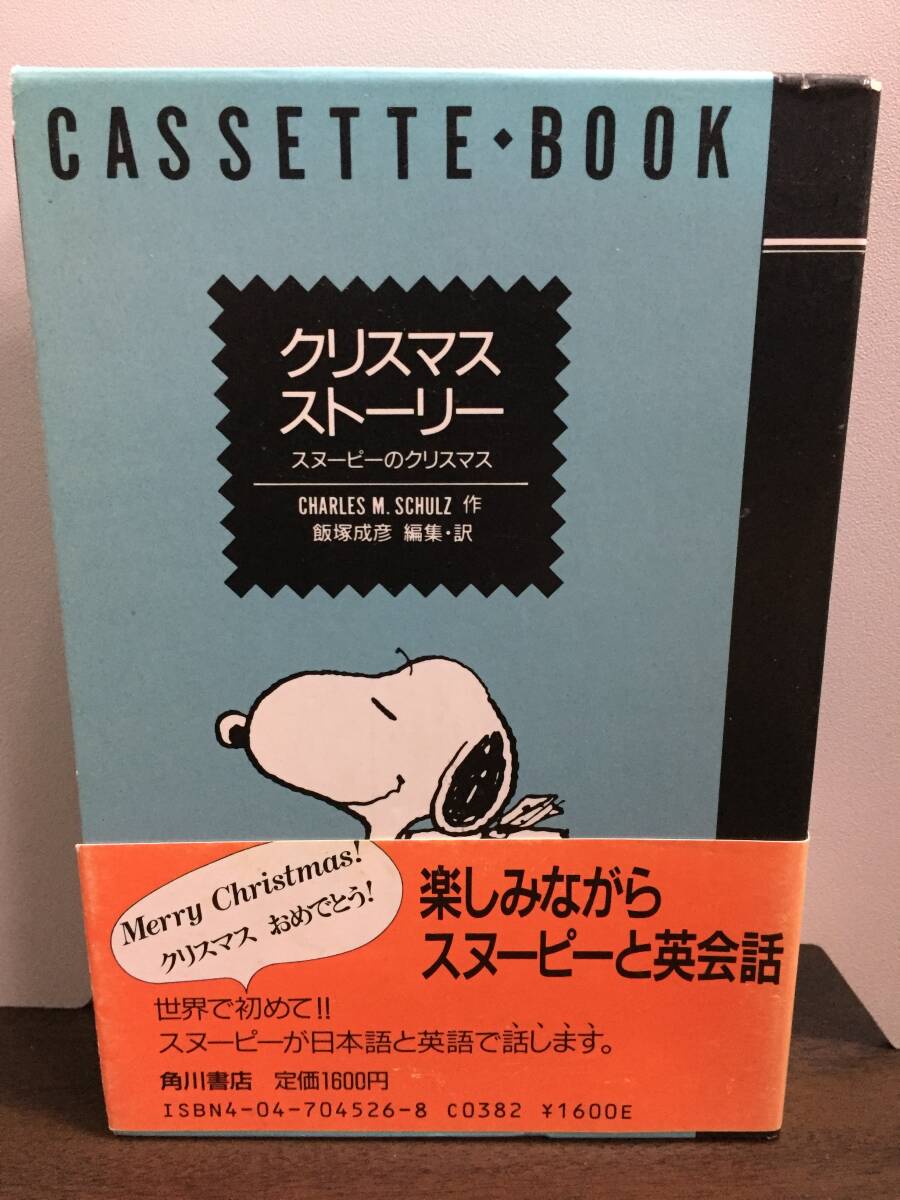 CASSETTE◆BOOK
クリスマス
ストーリー
スヌーピーのクリスマス
CHARLES M. SCHULZ 作
飯塚成彦 編集・訳
Merry Christmas!
クリスマス おめでとう!
楽しみながら
スヌーピーと英会話
世界で初めて!!
スヌーピーが日本語と英語で話します。
角川書店 定価1600円
ISBN4-04-704526-8 C0382 ¥1600E